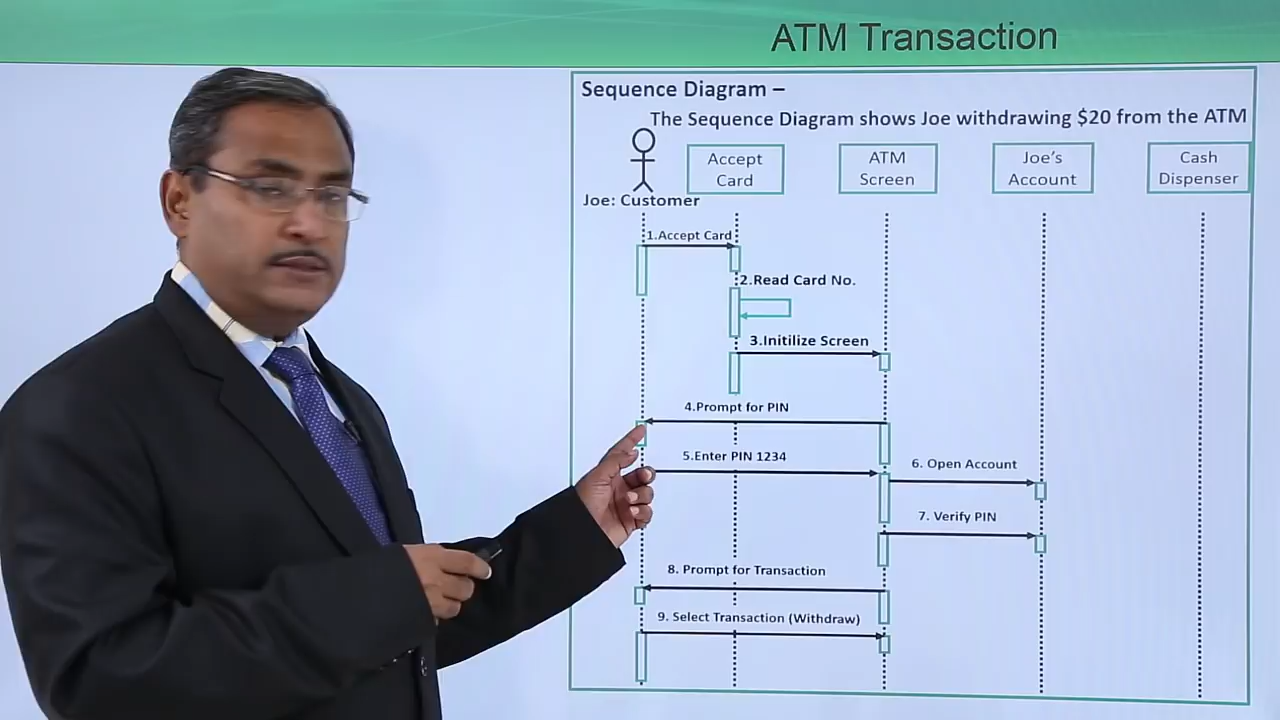 ATM Transaction
Sequence Diagram –
The Sequence Diagram shows Joe withdrawing $20 from the ATM
Accept
Card
ATM
Screen
Joe's
Account
Cash
Dispenser
Joe: Customer
1.Accept Card
2.Read Card No.
3.Initilize Screen
4.Prompt for PIN
5.Enter PIN 1234
6. Open Account
7. Verify PIN
8. Prompt for Transaction
9. Select Transaction (Withdraw)